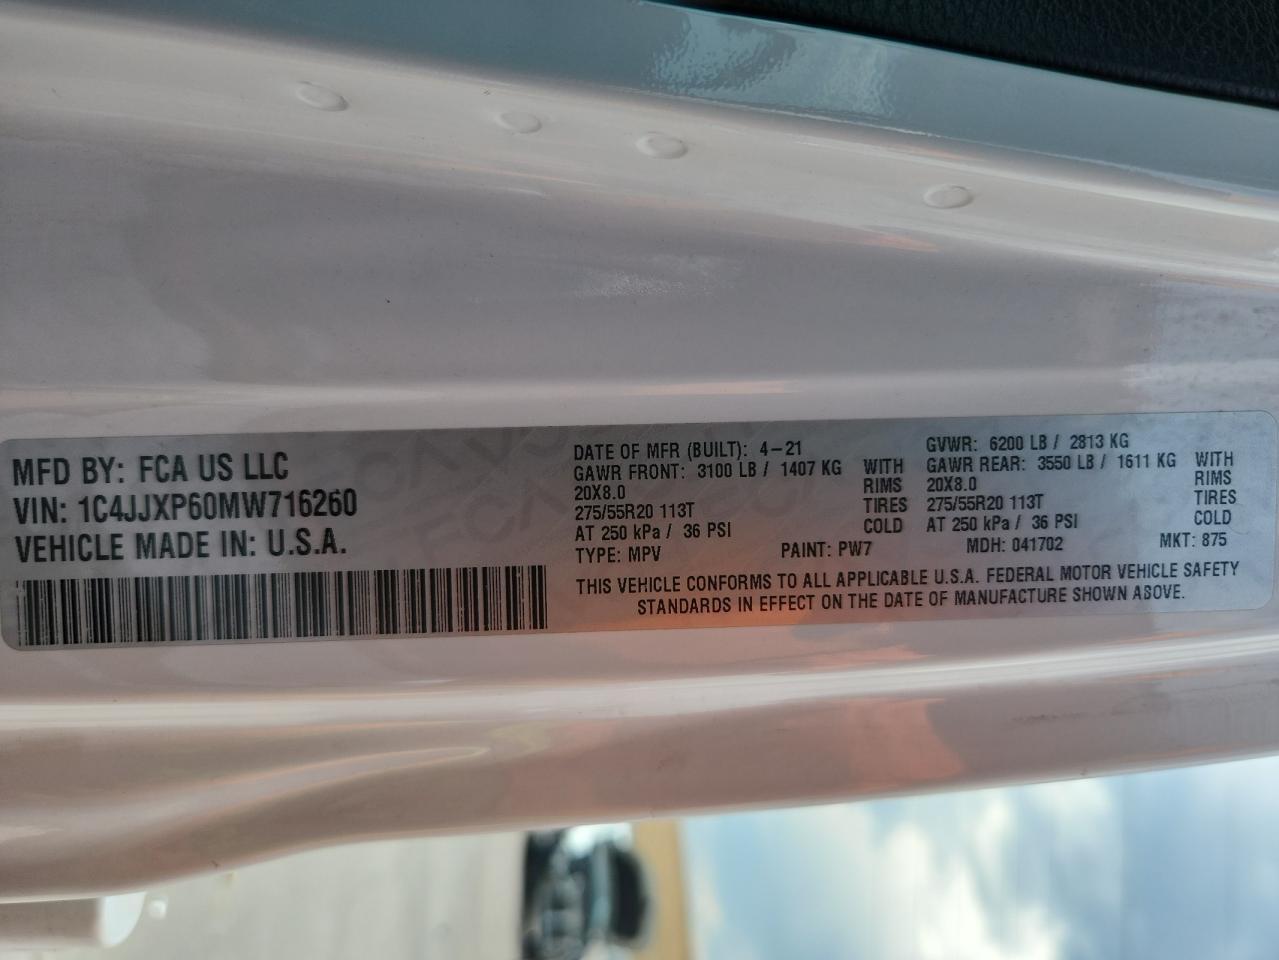 MFD BY: FCA US LLC
VIN: 1C4JJXP60MW716260
VEHICLE MADE IN: U.S.A.
DATE OF MFR (BUILT): 4-21
GAWR FRONT: 3100 LB / 1407 KG WITH
20X8.0 RIMS
275/55R20 113T TIRES
AT 250 kPa / 36 PSI COLD
TYPE: MPV PAINT: PW7
GVWR: 6200 LB / 2813 KG
GAWR REAR: 3550 LB / 1611 KG WITH
20X8.0 RIMS
275/55R20 113T TIRES
AT 250 kPa / 36 PSI COLD
MDH: 041702 MKT: 875
THIS VEHICLE CONFORMS TO ALL APPLICABLE U.S.A. FEDERAL MOTOR VEHICLE SAFETY
STANDARDS IN EFFECT ON THE DATE OF MANUFACTURE SHOWN ABOVE.